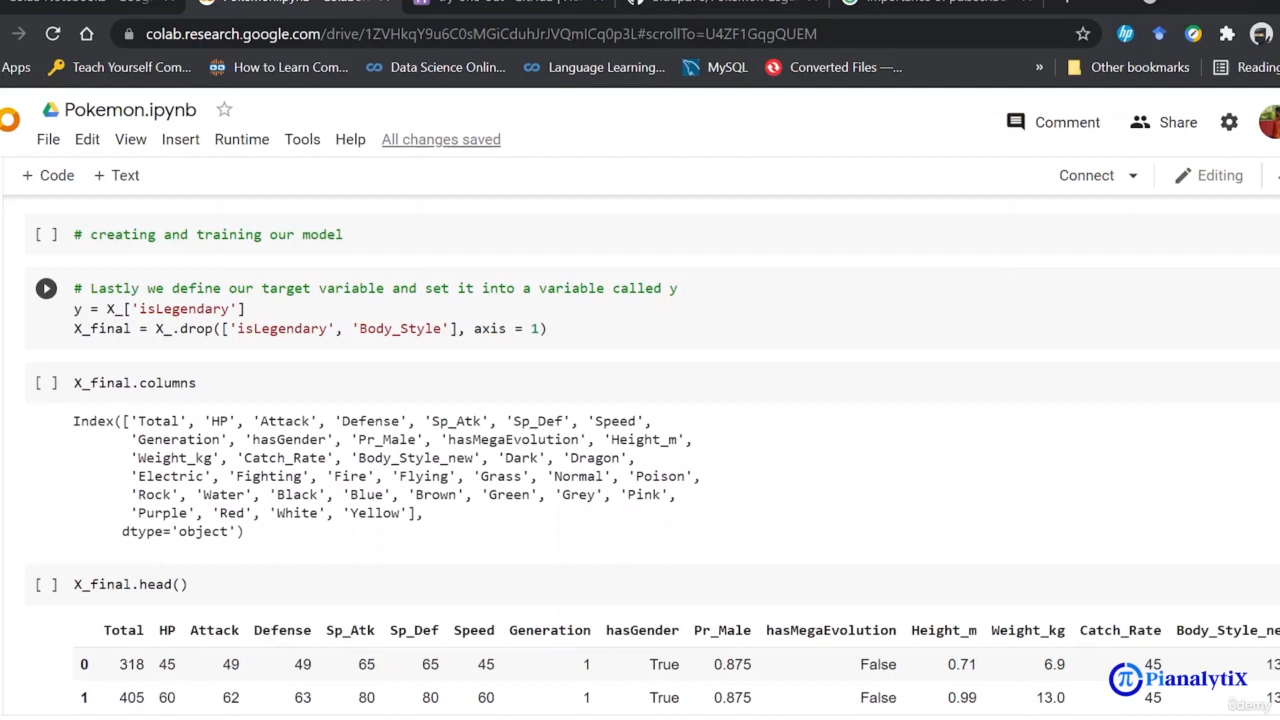 colab.research.google.com/drive/1ZVHkqY9u6C0sMGiCduhJrJVQmICq0p3L#scrollTo=U4ZF1GqgQUEM
Apps Teach Yourself Com... How to Learn Com... Data Science Onlin... Language Learning... MySQL Converted Files —... » Other bookmarks Reading
Pokemon.ipynb
Comment Share
File Edit View Insert Runtime Tools Help All changes saved
+ Code + Text Connect Editing
[ ] # creating and training our model
# Lastly we define our target variable and set it into a variable called y
y = X_['isLegendary']
X_final = X_.drop(['isLegendary', 'Body_Style'], axis = 1)
[ ] X_final.columns
Index(['Total', 'HP', 'Attack', 'Defense', 'Sp_Atk', 'Sp_Def', 'Speed',
'Generation', 'hasGender', 'Pr_Male', 'hasMegaEvolution', 'Height_m',
'Weight_kg', 'Catch_Rate', 'Body_Style_new', 'Dark', 'Dragon',
'Electric', 'Fighting', 'Fire', 'Flying', 'Grass', 'Normal', 'Poison',
'Rock', 'Water', 'Black', 'Blue', 'Brown', 'Green', 'Grey', 'Pink',
'Purple', 'Red', 'White', 'Yellow'],
dtype='object')
[ ] X_final.head()
Total HP Attack Defense Sp_Atk Sp_Def Speed Generation hasGender Pr_Male hasMegaEvolution Height_m Weight_kg Catch_Rate Body_Style_ne
0 318 45 49 49 65 65 45 1 True 0.875 False 0.71 6.9 45 13
1 405 60 62 63 80 80 60 1 True 0.875 False 0.99 13.0 45 13
PianalytiX
ûdemy